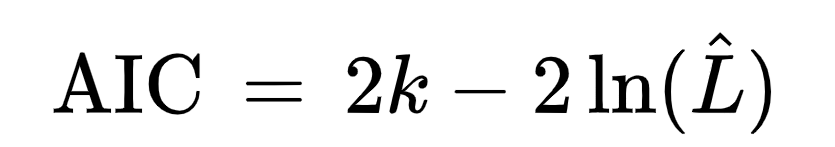 AIC = 2k − 2 ln(L̂)